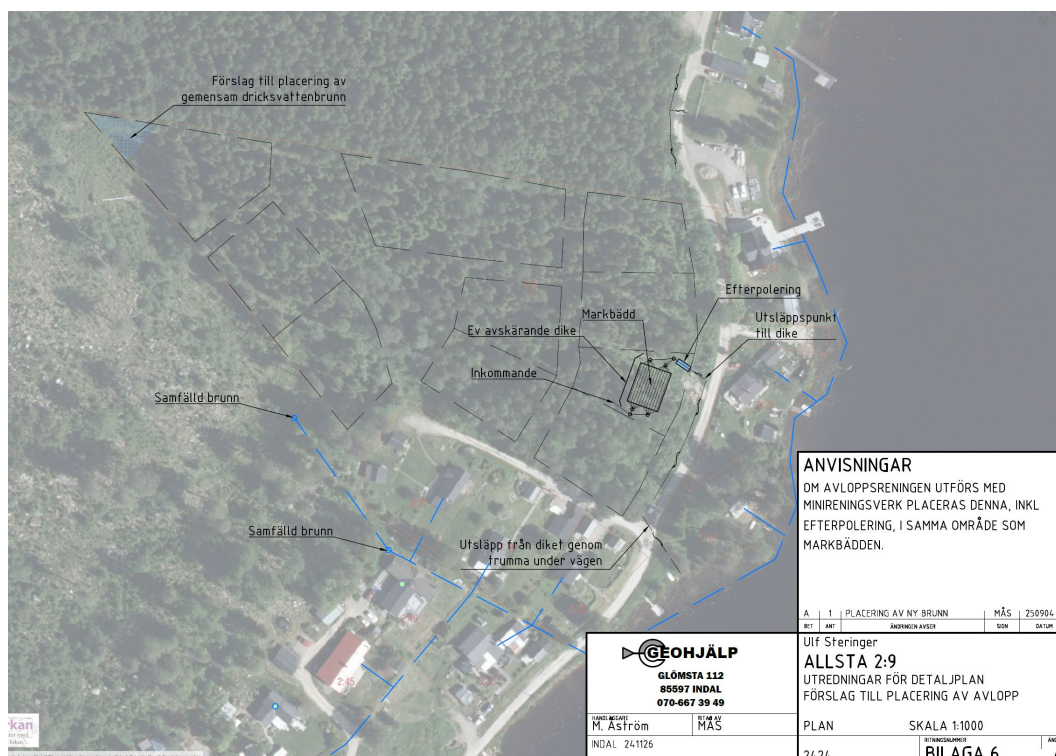 Förslag till placering av
gemensam dricksvattenbrunn
Efterpolering
Markbädd
Utsläppspunkt
till dike
Ev avskärande dike
Inkommande
Samfälld brunn
Samfälld brunn
Utsläpp från diket genom
trumma under vägen
2:45
ANVISNINGAR
OM AVLOPPSRENINGEN UTFÖRS MED
MINIRENINGSVERK PLACERAS DENNA, INKL
EFTERPOLERING, I SAMMA OMRÅDE SOM
MARKBÄDDEN.
A 1 PLACERING AV NY BRUNN MÅS 250904
BET ANT ÄNDRINGEN AVSER SIGN DATUM
GEOHJÄLP
GLÖMSTA 112
85597 INDAL
070-667 39 49
HANDLÄGGARE RITAD AV
M. Åström MÅS
INDAL 241126
Ulf Steringer
ALLSTA 2:9
UTREDNINGAR FÖR DETALJPLAN
FÖRSLAG TILL PLACERING AV AVLOPP
PLAN SKALA 1:1000
RITNINGSNUMMER
2424 BILAGA 6